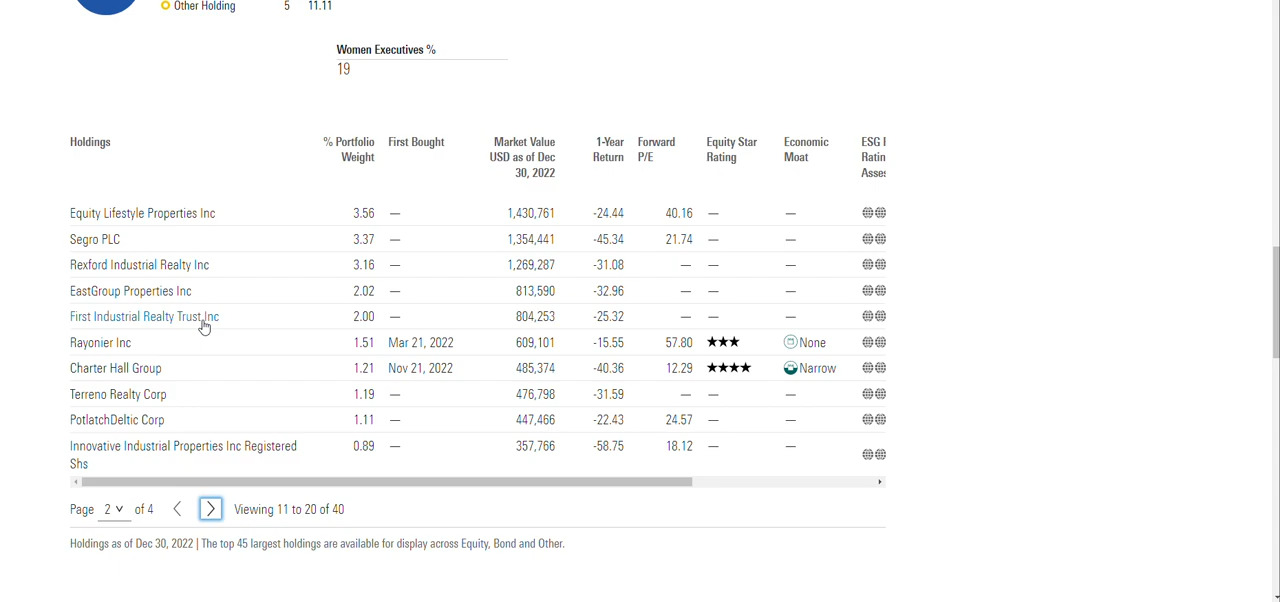 Other Holding 5 11.11
Women Executives %
19
Holdings % Portfolio Weight First Bought Market Value USD as of Dec 30, 2022 1-Year Return Forward P/E Equity Star Rating Economic Moat ESG Ratin Asses
Equity Lifestyle Properties Inc 3.56 — 1,430,761 -24.44 40.16 — —
Segro PLC 3.37 — 1,354,441 -45.34 21.74 — —
Rexford Industrial Realty Inc 3.16 — 1,269,287 -31.08 — — —
EastGroup Properties Inc 2.02 — 813,590 -32.96 — — —
First Industrial Realty Trust Inc 2.00 — 804,253 -25.32 — — —
Rayonier Inc 1.51 Mar 21, 2022 609,101 -15.55 57.80 ★★★ None
Charter Hall Group 1.21 Nov 21, 2022 485,374 -40.36 12.29 ★★★★ Narrow
Terreno Realty Corp 1.19 — 476,798 -31.59 — — —
PotlatchDeltic Corp 1.11 — 447,466 -22.43 24.57 — —
Innovative Industrial Properties Inc Registered Shs 0.89 — 357,766 -58.75 18.12 — —
Page 2 of 4 Viewing 11 to 20 of 40
Holdings as of Dec 30, 2022 | The top 45 largest holdings are available for display across Equity, Bond and Other.